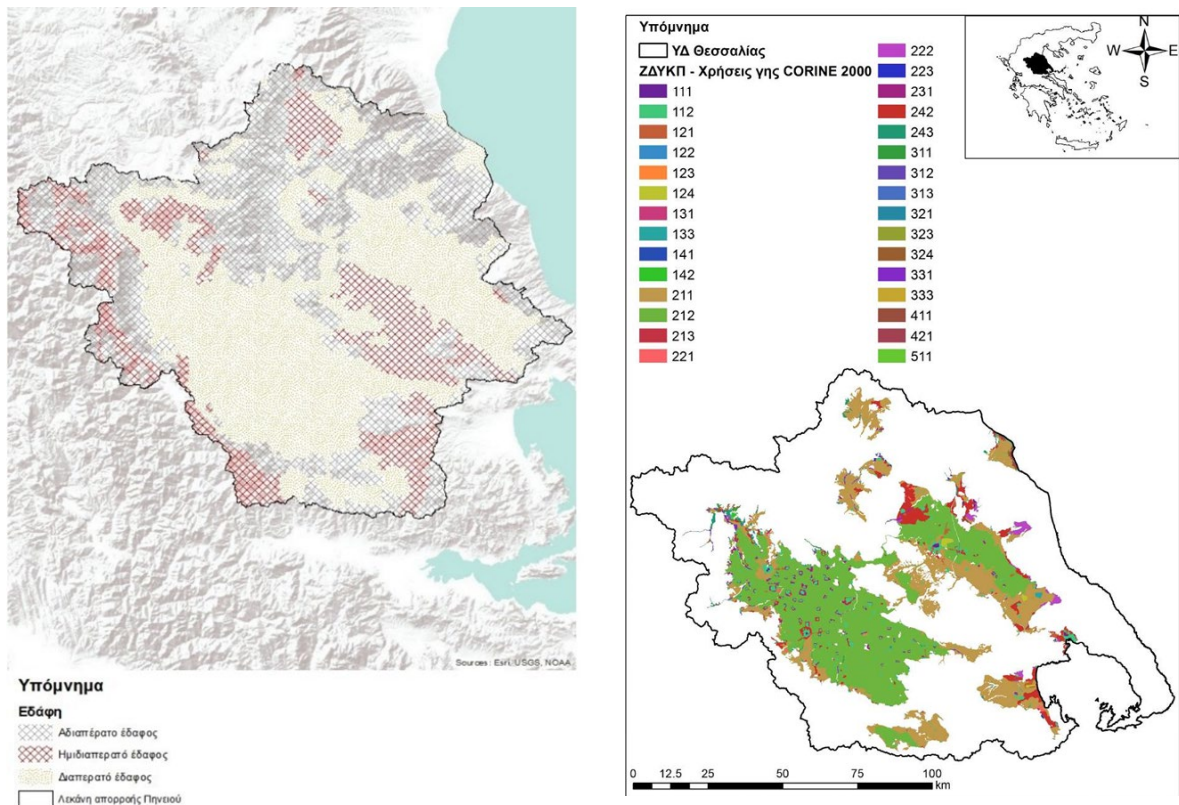 Sources: Esri, USGS, NOAA
Υπόμνημα
Εδάφη
Αδιαπέρατο έδαφος
Ημιδιαπερατό έδαφος
Διαπερατό έδαφος
Λεκάνη απορροής Πηνειού
Υπόμνημα
ΥΔ Θεσσαλίας
ΖΔΥΚΠ - Χρήσεις γης CORINE 2000
111
112
121
122
123
124
131
133
141
142
211
212
213
221
222
223
231
242
243
311
312
313
321
323
324
331
333
411
421
511
N
W E
S
0 12.5 25 50 75 100
km